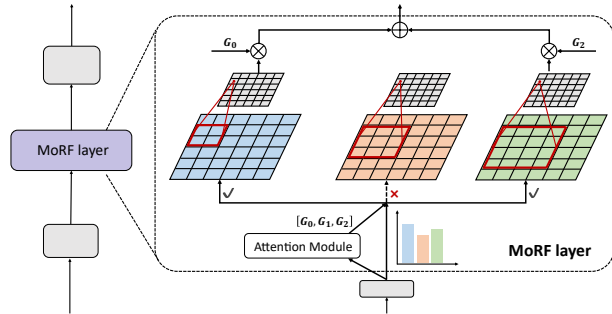 G₀
G₂
MoRF layer
[G₀, G₁, G₂]
Attention Module
MoRF layer